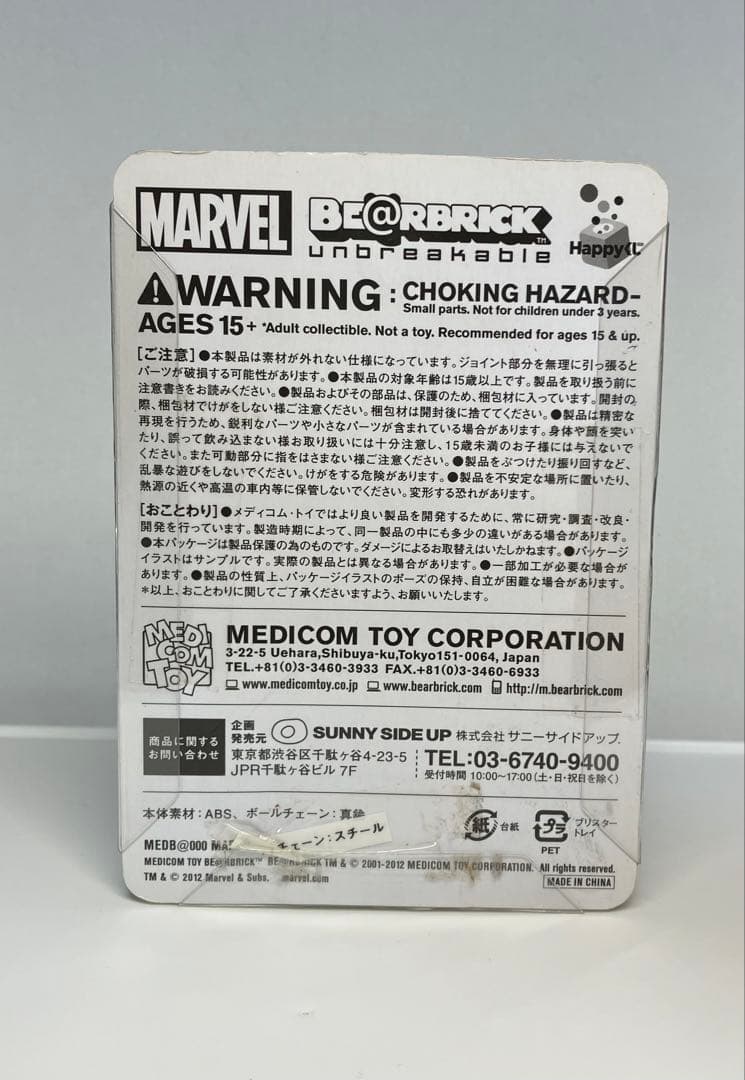 MARVEL BE@RBRICK TM
unbreakable Happyくじ
WARNING : CHOKING HAZARD-
Small parts. Not for children under 3 years.
AGES 15+ *Adult collectible. Not a toy. Recommended for ages 15 & up.
[ご注意]●本製品は素材が外れない仕様になっています。ジョイント部分を無理に引っ張ると
パーツが破損する可能性があります。●本製品の対象年齢は15歳以上です。製品を取り扱う前に
注意書きをお読みください。●製品およびその部品は、保護のため、梱包材に入っています。開封の
際、梱包材でけがをしない様ご注意ください。梱包材は開封後に捨ててください。●製品は精密な
再現を行うため、鋭利なパーツや小さなパーツが含まれている場合があります。身体や顔を突い
たり、誤って飲み込まない様お取り扱いには十分注意し、15歳未満のお子様には与えないで
ください。また可動部分に指をはさまない様ご注意ください。●製品をぶつけたり振り回すなど、
乱暴な遊びをしないでください。けがをする危険があります。●製品を不安定な場所に置いたり、
熱源の近くや高温の車内等に保管しないでください。変形する恐れがあります。
[おことわり]●メディコム・トイではより良い製品を開発するために、常に研究・調査・改良・
開発を行っています。製造時期によって、同一製品の中にも多少の違いがある場合があります。
●本パッケージは製品保護の為のものです。ダメージによるお取替えはいたしかねます。●パッケージ
イラストはサンプルです。実際の製品とは異なる場合があります。●一部加工が必要な場合が
あります。●製品の性質上、パッケージイラストのポーズの保持、自立が困難な場合があります。
*以上、おことわりに関してご了承くださいますよう、お願いいたします。
MEDICOM TOY
MEDICOM TOY CORPORATION
3-22-5 Uehara,Shibuya-ku,Tokyo151-0064, Japan
TEL.+81(0)3-3460-3933 FAX.+81(0)3-3460-6933
www.medicomtoy.co.jp www.bearbrick.com http://m.bearbrick.com
商品に関する
お問い合わせ
企画
発売元
SUNNY SIDE UP 株式会社 サニーサイドアップ.
東京都渋谷区千駄ヶ谷4-23-5
JPR千駄ヶ谷ビル 7F
TEL:03-6740-9400
受付時間 10:00~17:00(土・日・祝日を除く)
本体素材:ABS、ボールチェーン:真鍮
チェーン:スチール
紙 台紙
プラ ブリスター
トレイ
PET
MEDB@000
MEDICOM TOY BE@RBRICK™ BE@RBRICK TM & © 2001-2012 MEDICOM TOY CORPORATION. All rights reserved.
TM & © 2012 Marvel & Subs. marvel.com
MADE IN CHINA